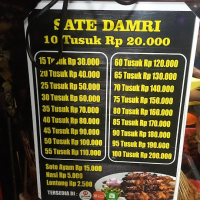 SATE DAMRI
10 Tusuk Rp 20.000
15 Tusuk Rp 30.000
20 Tusuk Rp 40.000
25 Tusuk Rp 50.000
30 Tusuk Rp 60.000
35 Tusuk Rp 70.000
40 Tusuk Rp 80.000
45 Tusuk Rp 90.000
50 Tusuk Rp 100.000
55 Tusuk Rp 110.000
60 Tusuk Rp 120.000
65 Tusuk Rp 130.000
70 Tusuk Rp 140.000
75 Tusuk Rp 150.000
80 Tusuk Rp 160.000
85 Tusuk Rp 170.000
90 Tusuk Rp 180.000
95 Tusuk Rp 190.000
100 Tusuk Rp 200.000
Sate Ayam Rp 15.000
Nasi Rp 5.000
Lontong Rp 2.500
TERSEDIA DI